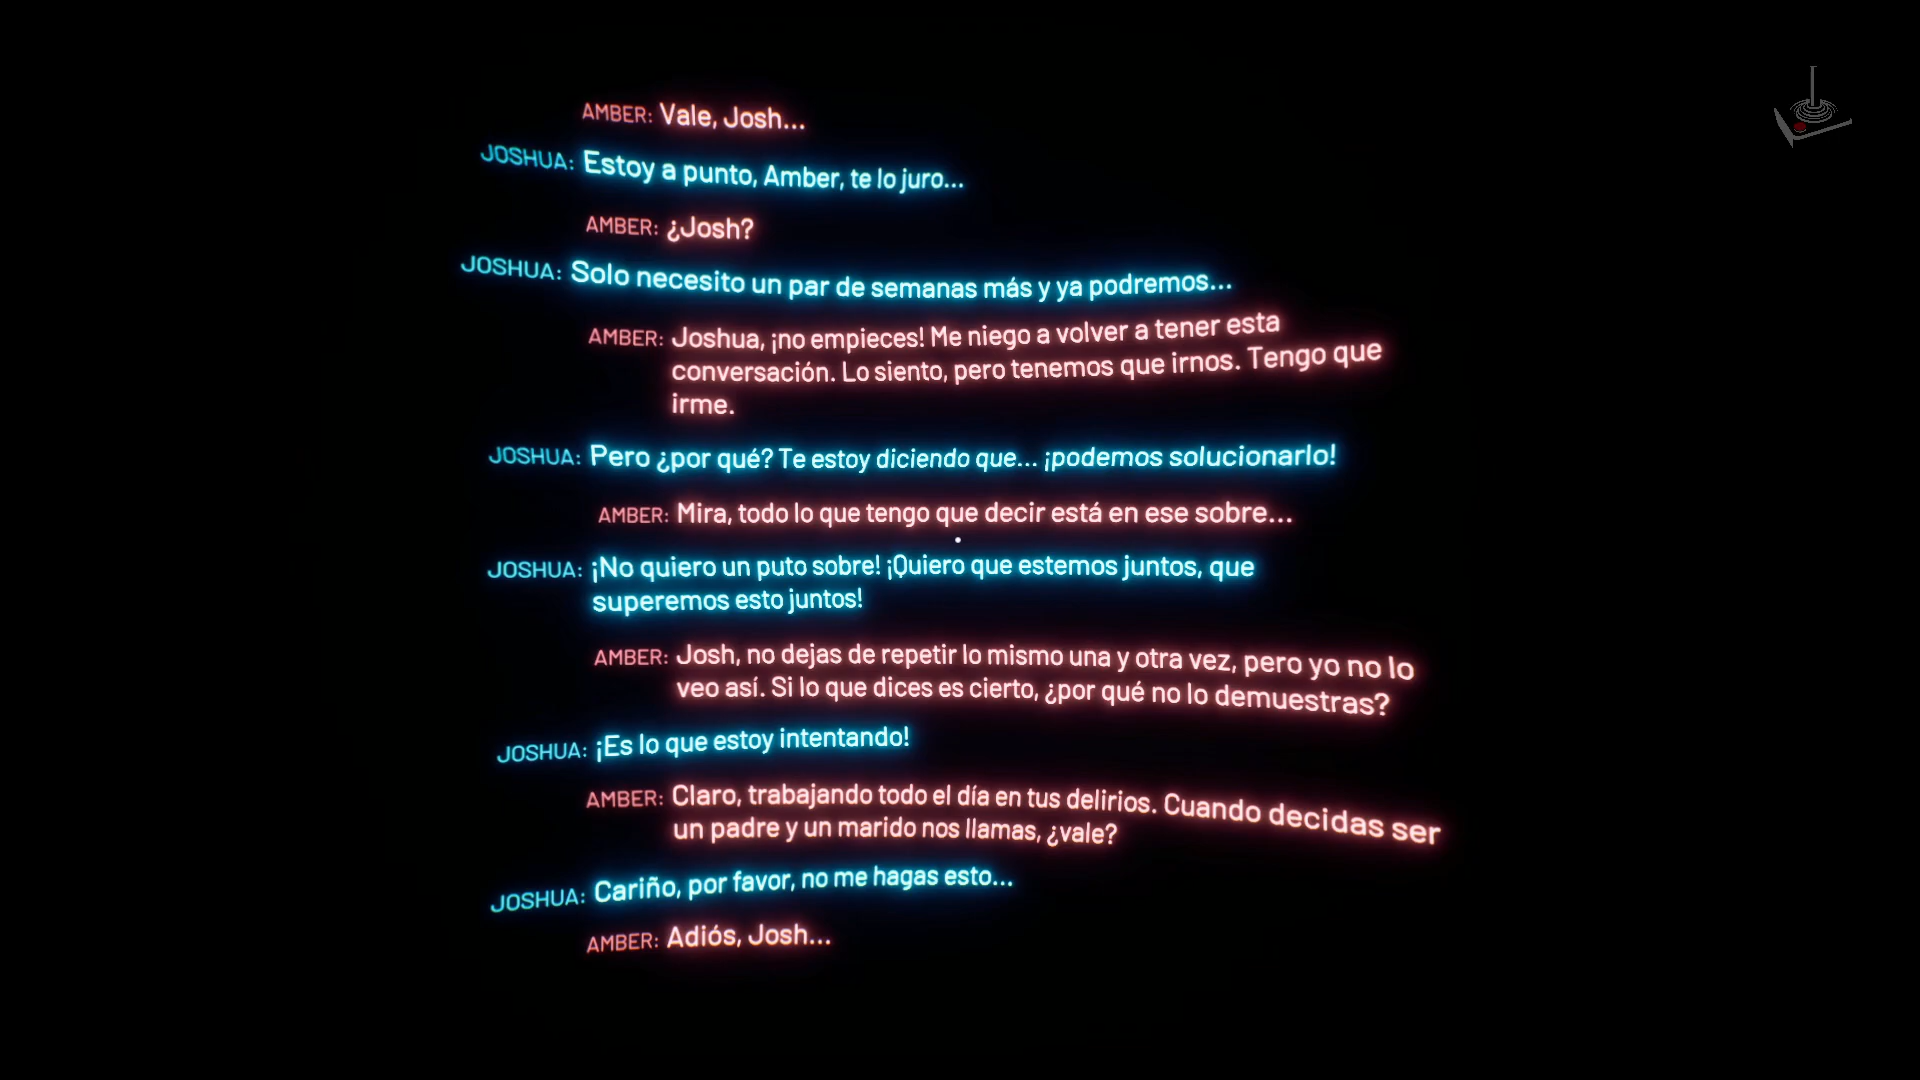 AMBER: Vale, Josh...
JOSHUA: Estoy a punto, Amber, te lo juro...
AMBER: ¿Josh?
JOSHUA: Solo necesito un par de semanas más y ya podremos...
AMBER: Joshua, ¡no empieces! Me niego a volver a tener esta
conversación. Lo siento, pero tenemos que irnos. Tengo que
irme.
JOSHUA: Pero ¿por qué? Te estoy diciendo que... ¡podemos solucionarlo!
AMBER: Mira, todo lo que tengo que decir está en ese sobre...
JOSHUA: ¡No quiero un puto sobre! ¡Quiero que estemos juntos, que
superemos esto juntos!
AMBER: Josh, no dejas de repetir lo mismo una y otra vez, pero yo no lo
veo así. Si lo que dices es cierto, ¿por qué no lo demuestras?
JOSHUA: ¡Es lo que estoy intentando!
AMBER: Claro, trabajando todo el día en tus delirios. Cuando decidas ser
un padre y un marido nos llamas, ¿vale?
JOSHUA: Cariño, por favor, no me hagas esto...
AMBER: Adiós, Josh...